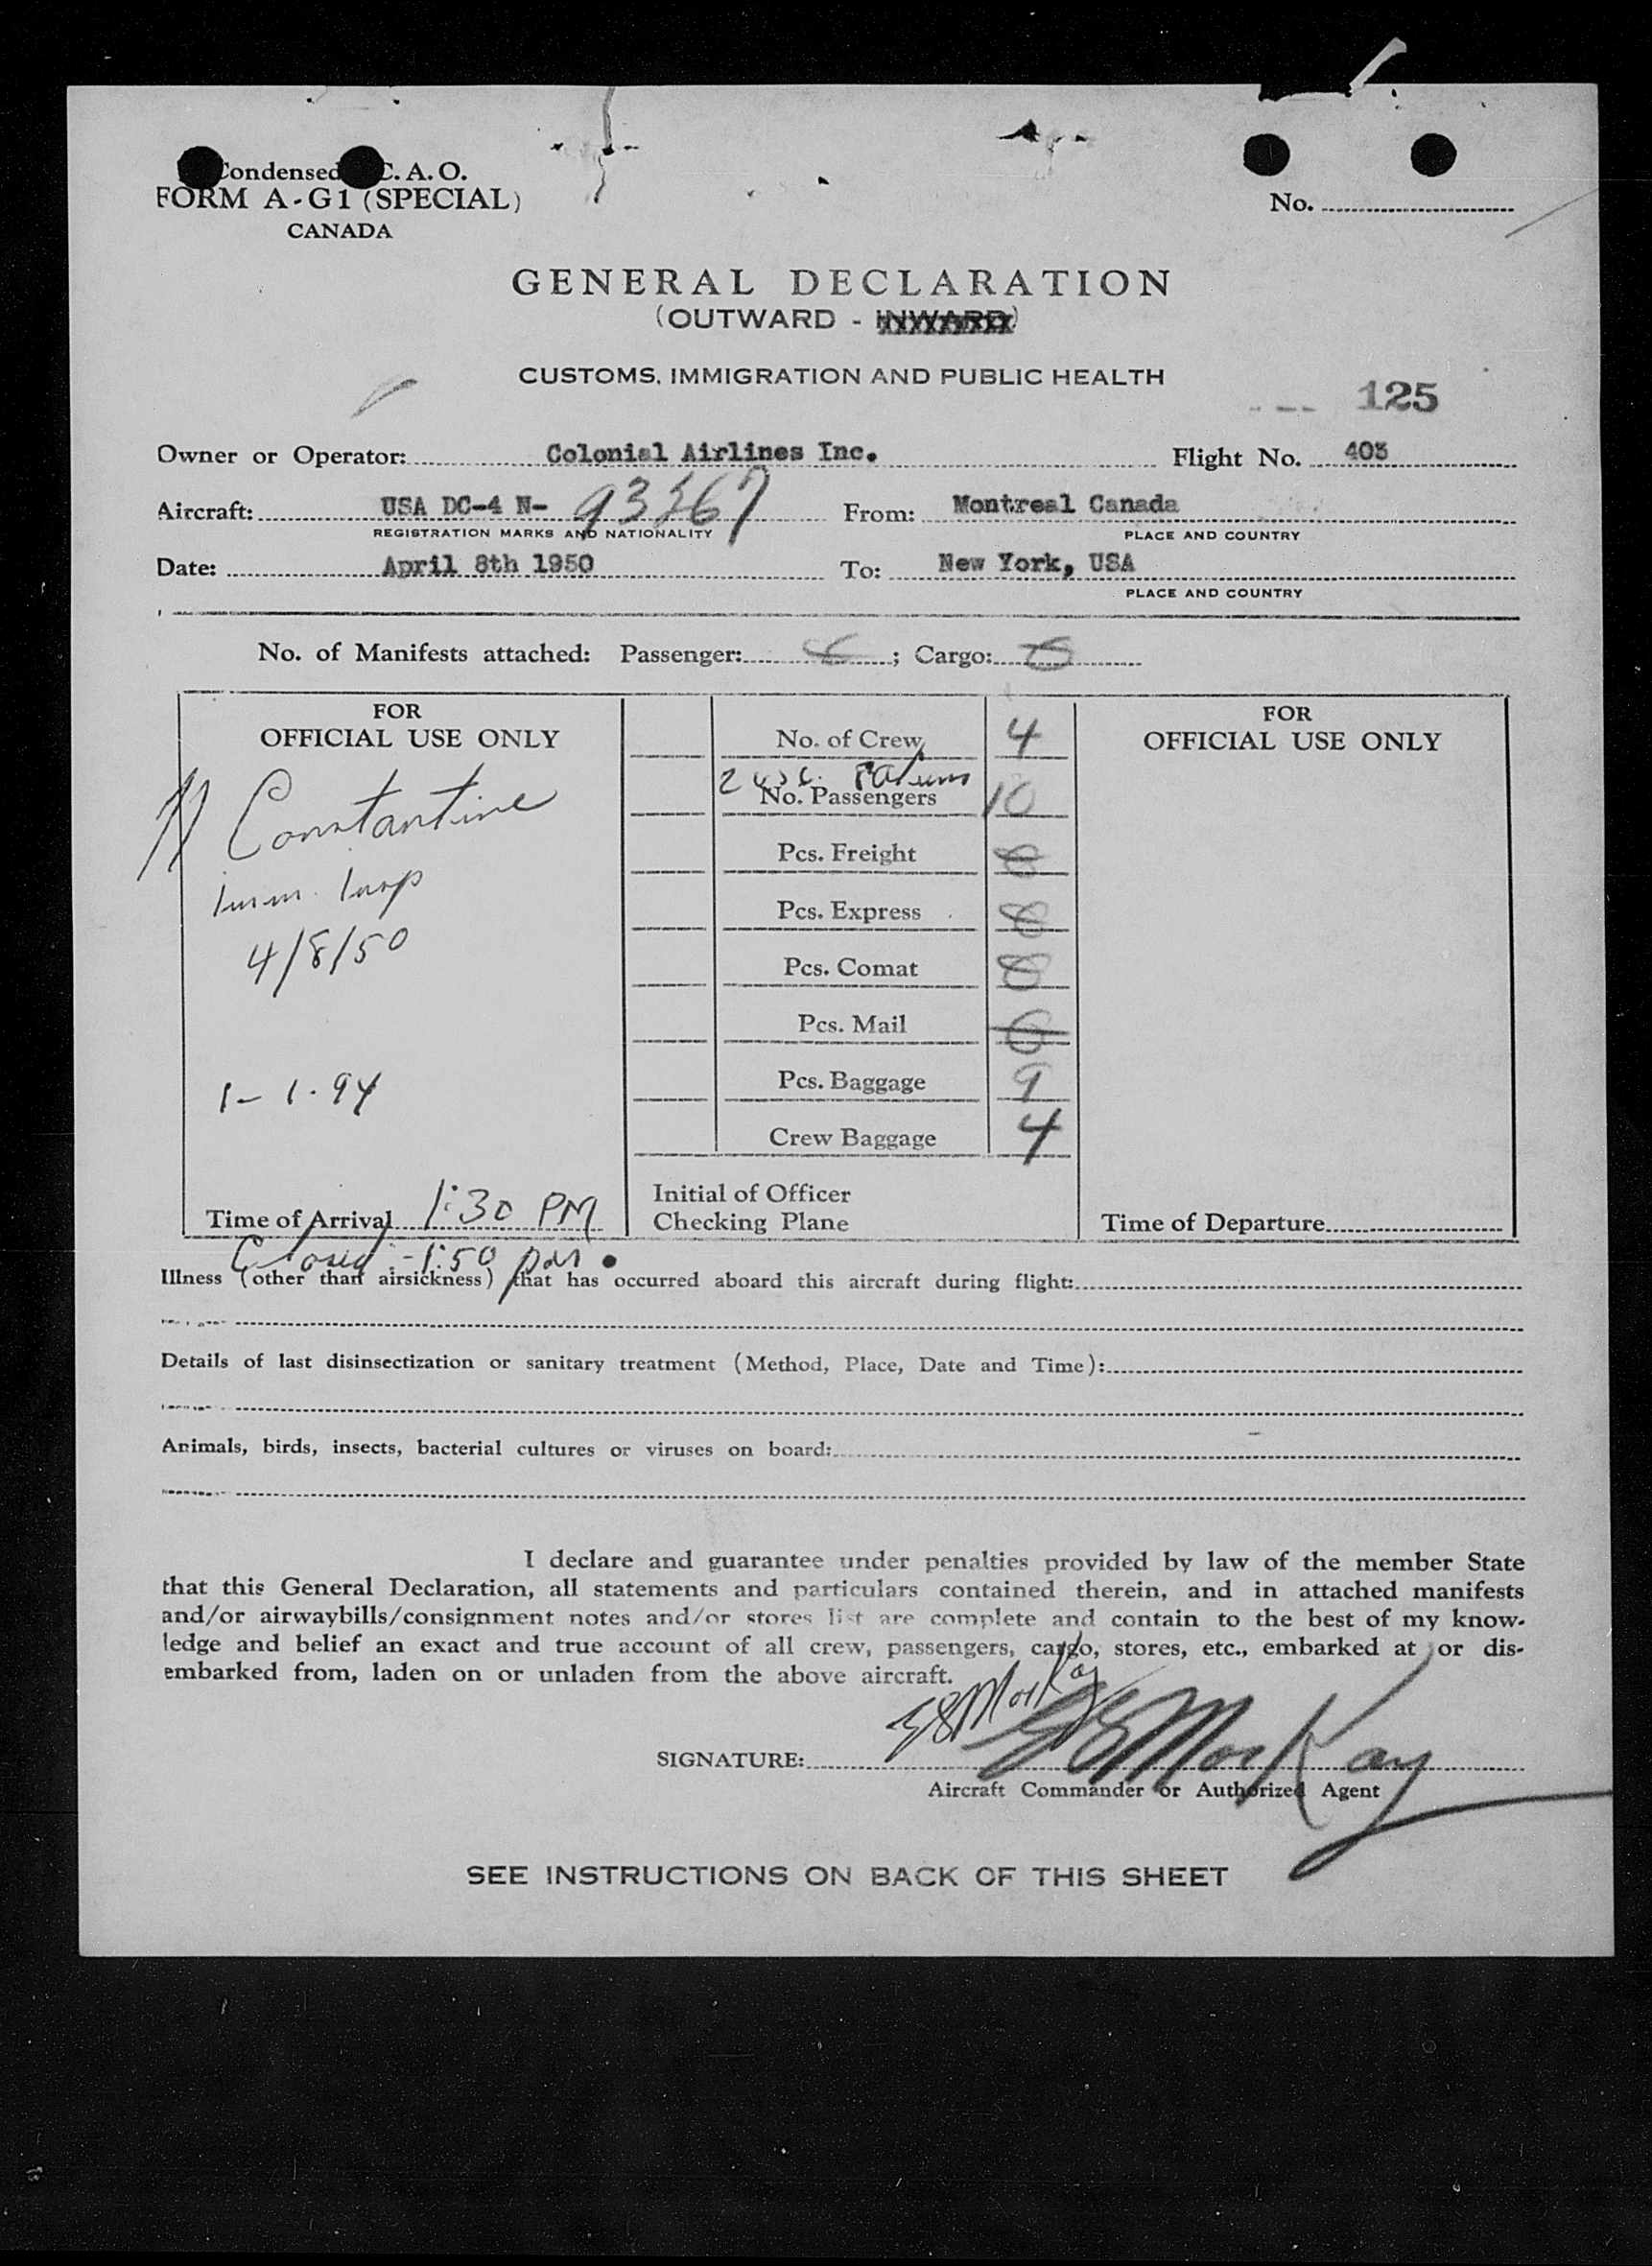 Condensed C. A. O.
FORM A-G1 (SPECIAL)
CANADA
No.
GENERAL DECLARATION
(OUTWARD - INWARD)
CUSTOMS, IMMIGRATION AND PUBLIC HEALTH
125
Owner or Operator: Colonial Airlines Inc. Flight No. 403
Aircraft: USA DC-4 N- 93267 From: Montreal Canada
REGISTRATION MARKS AND NATIONALITY PLACE AND COUNTRY
Date: April 8th 1950 To: New York, USA
PLACE AND COUNTRY
No. of Manifests attached: Passenger: ; Cargo:
FOR
OFFICIAL USE ONLY
Constantine
Imm. Insp
4/8/50
1- 1.94
Time of Arrival 1:30 PM
Closed - 1:50 pm.
No. of Crew 4
2
No. Passengers 10
Pcs. Freight
Pcs. Express
Pcs. Comat
Pcs. Mail
Pcs. Baggage 9
Crew Baggage 4
Initial of Officer
Checking Plane
FOR
OFFICIAL USE ONLY
Time of Departure
Illness (other than airsickness) that has occurred aboard this aircraft during flight:
Details of last disinsectization or sanitary treatment (Method, Place, Date and Time):
Animals, birds, insects, bacterial cultures or viruses on board:
I declare and guarantee under penalties provided by law of the member State
that this General Declaration, all statements and particulars contained therein, and in attached manifests
and/or airwaybills/consignment notes and/or stores list are complete and contain to the best of my know-
ledge and belief an exact and true account of all crew, passengers, cargo, stores, etc., embarked at or dis-
embarked from, laden on or unladen from the above aircraft.
SIGNATURE: MacKay
Aircraft Commander or Authorized Agent
SEE INSTRUCTIONS ON BACK OF THIS SHEET